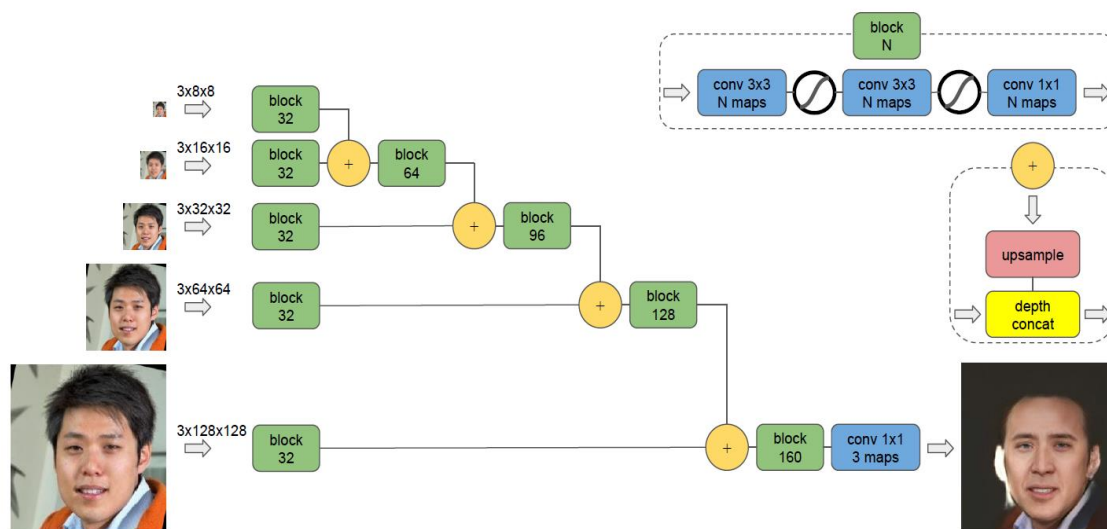 block
N
conv 3x3
N maps
conv 3x3
N maps
conv 1x1
N maps
3x8x8
block
32
3x16x16
block
32
+
block
64
3x32x32
block
32
+
block
96
3x64x64
block
32
+
block
128
3x128x128
block
32
+
block
160
conv 1x1
3 maps
+
upsample
depth
concat